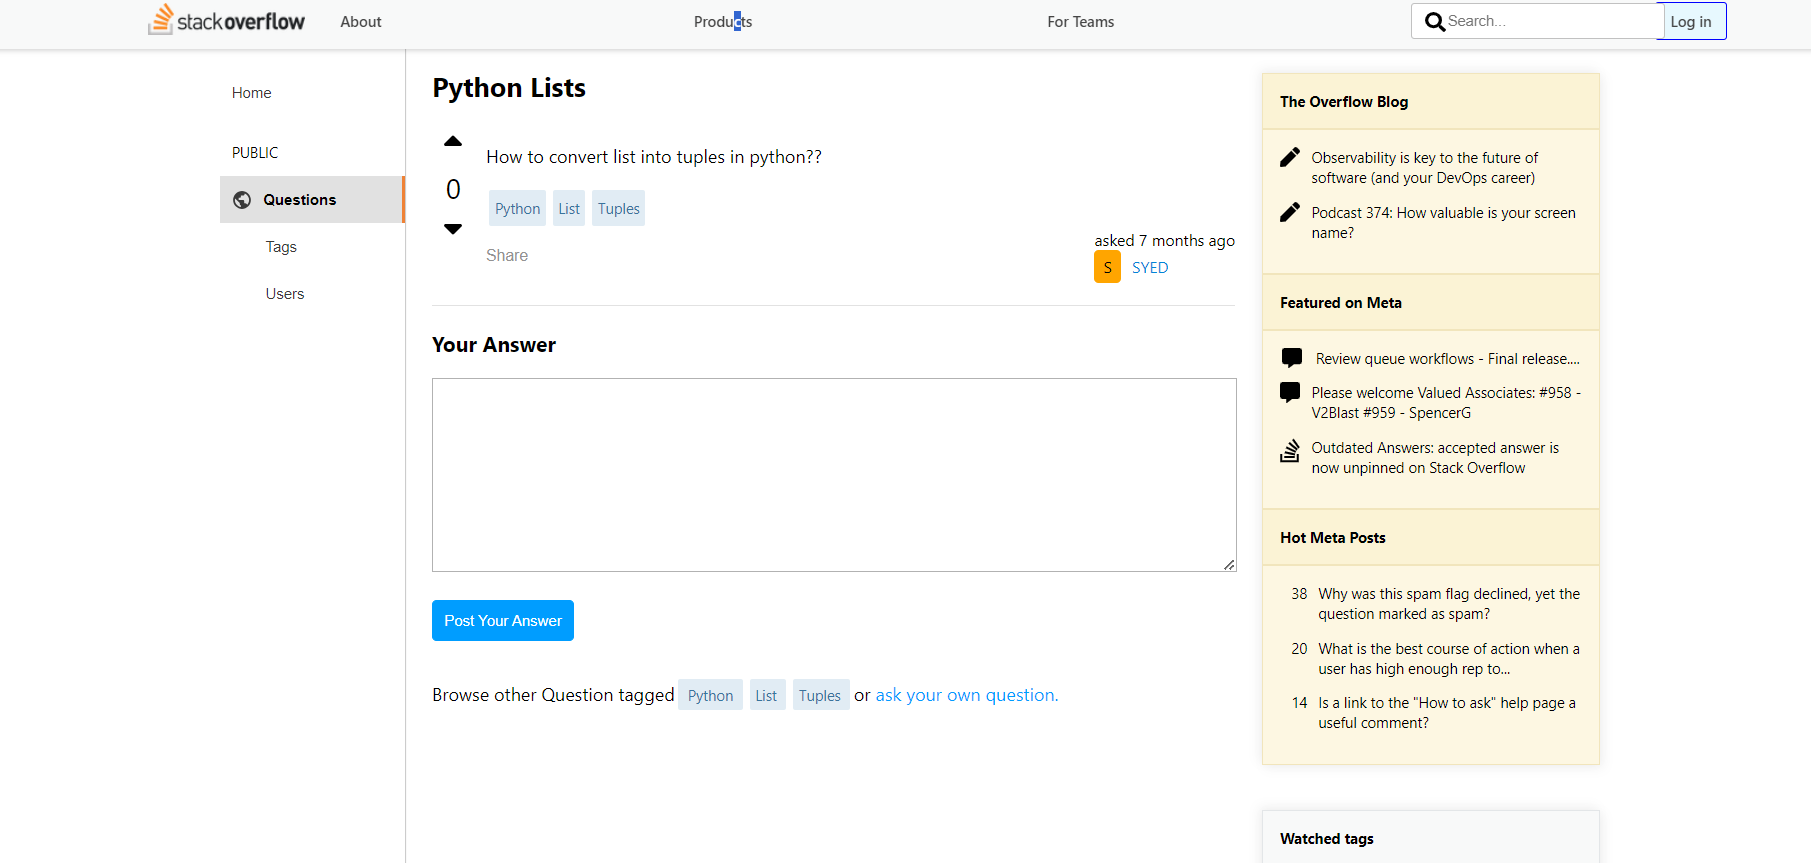 stack overflow About Products For Teams Search... Log in
Home
PUBLIC
Questions
Tags
Users
Python Lists
How to convert list into tuples in python??
0
Python List Tuples
Share
asked 7 months ago
S SYED
Your Answer
Post Your Answer
Browse other Question tagged Python List Tuples or ask your own question.
The Overflow Blog
Observability is key to the future of
software (and your DevOps career)
Podcast 374: How valuable is your screen
name?
Featured on Meta
Review queue workflows - Final release....
Please welcome Valued Associates: #958 -
V2Blast #959 - SpencerG
Outdated Answers: accepted answer is
now unpinned on Stack Overflow
Hot Meta Posts
38 Why was this spam flag declined, yet the
question marked as spam?
20 What is the best course of action when a
user has high enough rep to...
14 Is a link to the "How to ask" help page a
useful comment?
Watched tags